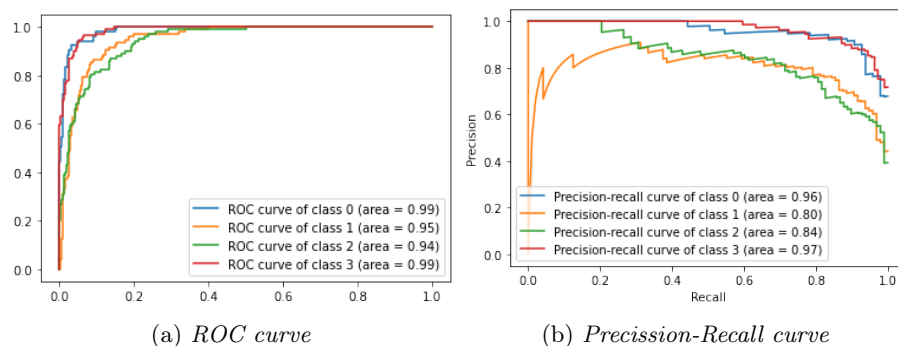 1.0
0.8
0.6
0.4
0.2
0.0
ROC curve of class 0 (area = 0.99)
ROC curve of class 1 (area = 0.95)
ROC curve of class 2 (area = 0.94)
ROC curve of class 3 (area = 0.99)
0.0 0.2 0.4 0.6 0.8 1.0
(a) ROC curve
Precision
1.0
0.8
0.6
0.4
0.2
0.0
Precision-recall curve of class 0 (area = 0.96)
Precision-recall curve of class 1 (area = 0.80)
Precision-recall curve of class 2 (area = 0.84)
Precision-recall curve of class 3 (area = 0.97)
0.0 0.2 0.4 0.6 0.8 1.0
Recall
(b) Precission-Recall curve